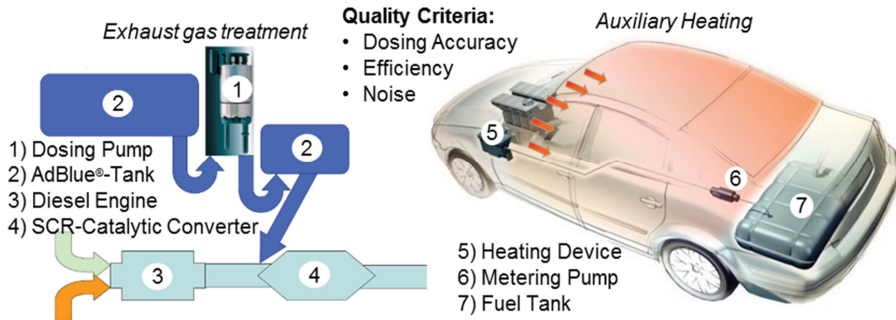 Exhaust gas treatment
1
2
2
1) Dosing Pump
2) AdBlue®-Tank
3) Diesel Engine
4) SCR-Catalytic Converter
3
4
Quality Criteria:
• Dosing Accuracy
• Efficiency
• Noise
Auxiliary Heating
5
6
7
5) Heating Device
6) Metering Pump
7) Fuel Tank